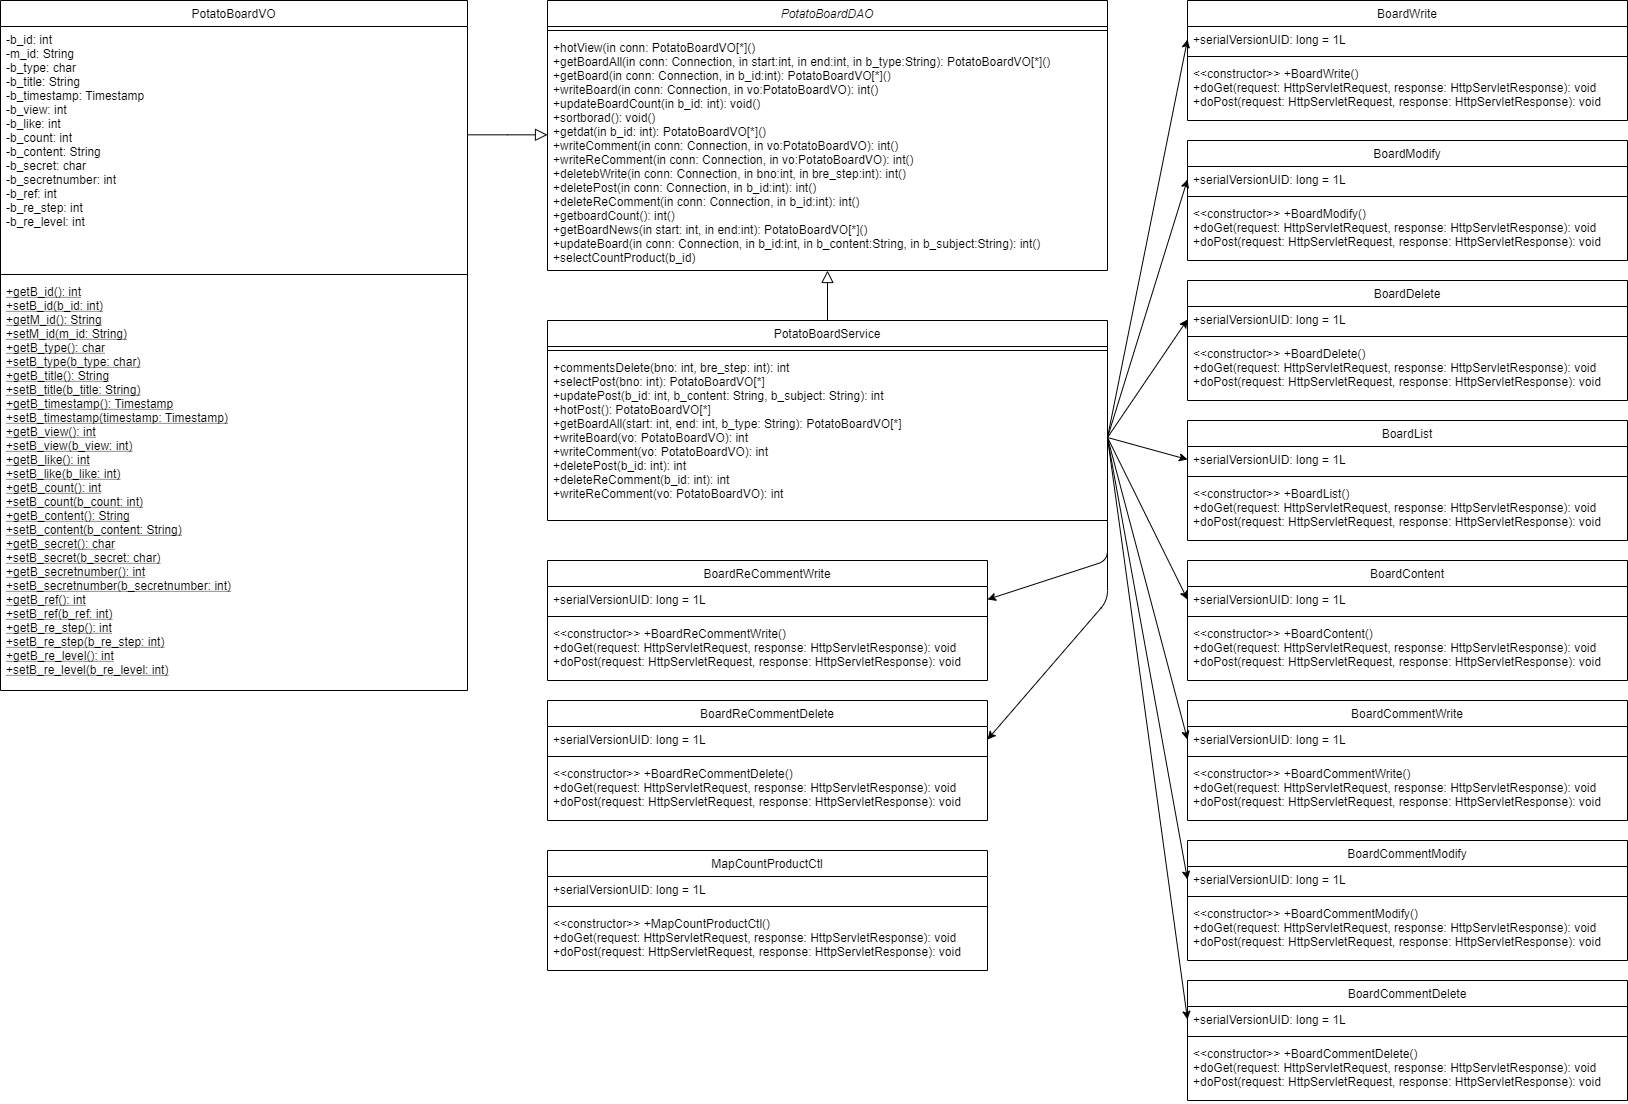 PotatoBoardVO
-b_id: int
-m_id: String
-b_type: char
-b_title: String
-b_timestamp: Timestamp
-b_view: int
-b_like: int
-b_count: int
-b_content: String
-b_secret: char
-b_secretnumber: int
-b_ref: int
-b_re_step: int
-b_re_level: int
+getB_id(): int
+setB_id(b_id: int)
+getM_id(): String
+setM_id(m_id: String)
+getB_type(): char
+setB_type(b_type: char)
+getB_title(): String
+setB_title(b_title: String)
+getB_timestamp(): Timestamp
+setB_timestamp(timestamp: Timestamp)
+getB_view(): int
+setB_view(b_view: int)
+getB_like(): int
+setB_like(b_like: int)
+getB_count(): int
+setB_count(b_count: int)
+getB_content(): String
+setB_content(b_content: String)
+getB_secret(): char
+setB_secret(b_secret: char)
+getB_secretnumber(): int
+setB_secretnumber(b_secretnumber: int)
+getB_ref(): int
+setB_ref(b_ref: int)
+getB_re_step(): int
+setB_re_step(b_re_step: int)
+getB_re_level(): int
+setB_re_level(b_re_level: int)
PotatoBoardDAO
+hotView(in conn: PotatoBoardVO[*]()
+getBoardAll(in conn: Connection, in start:int, in end:int, in b_type:String): PotatoBoardVO[*]()
+getBoard(in conn: Connection, in b_id:int): PotatoBoardVO[*]()
+writeBoard(in conn: Connection, in vo:PotatoBoardVO): int()
+updateBoardCount(in b_id: int): void()
+sortborad(): void()
+getdat(in b_id: int): PotatoBoardVO[*]()
+writeComment(in conn: Connection, in vo:PotatoBoardVO): int()
+writeReComment(in conn: Connection, in vo:PotatoBoardVO): int()
+deletebWrite(in conn: Connection, in bno:int, in bre_step:int): int()
+deletePost(in conn: Connection, in b_id:int): int()
+deleteReComment(in conn: Connection, in b_id:int): int()
+getboardCount(): int()
+getBoardNews(in start: int, in end:int): PotatoBoardVO[*]()
+updateBoard(in conn: Connection, in b_id:int, in b_content:String, in b_subject:String): int()
+selectCountProduct(b_id)
PotatoBoardService
+commentsDelete(bno: int, bre_step: int): int
+selectPost(bno: int): PotatoBoardVO[*]
+updatePost(b_id: int, b_content: String, b_subject: String): int
+hotPost(): PotatoBoardVO[*]
+getBoardAll(start: int, end: int, b_type: String): PotatoBoardVO[*]
+writeBoard(vo: PotatoBoardVO): int
+writeComment(vo: PotatoBoardVO): int
+deletePost(b_id: int): int
+deleteReComment(b_id: int): int
+writeReComment(vo: PotatoBoardVO): int
BoardReCommentWrite
+serialVersionUID: long = 1L
<<constructor>> +BoardReCommentWrite()
+doGet(request: HttpServletRequest, response: HttpServletResponse): void
+doPost(request: HttpServletRequest, response: HttpServletResponse): void
BoardReCommentDelete
+serialVersionUID: long = 1L
<<constructor>> +BoardReCommentDelete()
+doGet(request: HttpServletRequest, response: HttpServletResponse): void
+doPost(request: HttpServletRequest, response: HttpServletResponse): void
MapCountProductCtl
+serialVersionUID: long = 1L
<<constructor>> +MapCountProductCtl()
+doGet(request: HttpServletRequest, response: HttpServletResponse): void
+doPost(request: HttpServletRequest, response: HttpServletResponse): void
BoardWrite
+serialVersionUID: long = 1L
<<constructor>> +BoardWrite()
+doGet(request: HttpServletRequest, response: HttpServletResponse): void
+doPost(request: HttpServletRequest, response: HttpServletResponse): void
BoardModify
+serialVersionUID: long = 1L
<<constructor>> +BoardModify()
+doGet(request: HttpServletRequest, response: HttpServletResponse): void
+doPost(request: HttpServletRequest, response: HttpServletResponse): void
BoardDelete
+serialVersionUID: long = 1L
<<constructor>> +BoardDelete()
+doGet(request: HttpServletRequest, response: HttpServletResponse): void
+doPost(request: HttpServletRequest, response: HttpServletResponse): void
BoardList
+serialVersionUID: long = 1L
<<constructor>> +BoardList()
+doGet(request: HttpServletRequest, response: HttpServletResponse): void
+doPost(request: HttpServletRequest, response: HttpServletResponse): void
BoardContent
+serialVersionUID: long = 1L
<<constructor>> +BoardContent()
+doGet(request: HttpServletRequest, response: HttpServletResponse): void
+doPost(request: HttpServletRequest, response: HttpServletResponse): void
BoardCommentWrite
+serialVersionUID: long = 1L
<<constructor>> +BoardCommentWrite()
+doGet(request: HttpServletRequest, response: HttpServletResponse): void
+doPost(request: HttpServletRequest, response: HttpServletResponse): void
BoardCommentModify
+serialVersionUID: long = 1L
<<constructor>> +BoardCommentModify()
+doGet(request: HttpServletRequest, response: HttpServletResponse): void
+doPost(request: HttpServletRequest, response: HttpServletResponse): void
BoardCommentDelete
+serialVersionUID: long = 1L
<<constructor>> +BoardCommentDelete()
+doGet(request: HttpServletRequest, response: HttpServletResponse): void
+doPost(request: HttpServletRequest, response: HttpServletResponse): void